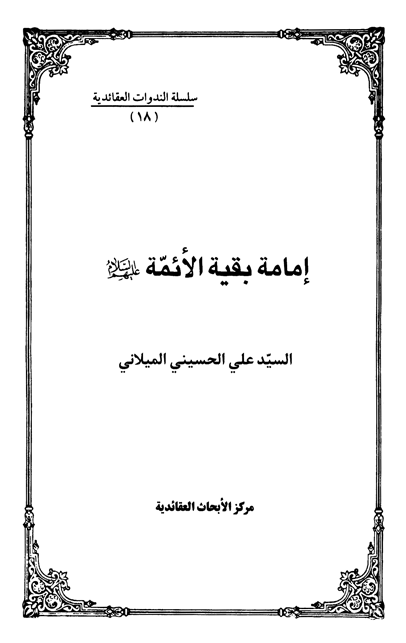 سلسلة الندوات العقائدية
( ١٨ )
إمامة بقية الأئمّة عليهم السلام
السيّد علي الحسيني الميلاني
مركز الأبحاث العقائدية